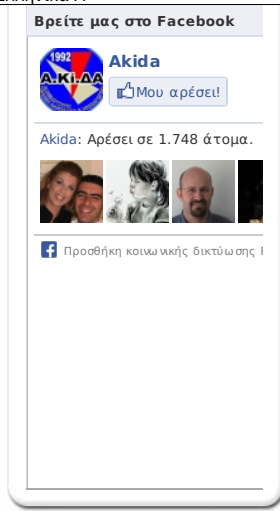 Βρείτε μας στο Facebook
1992
Α.ΚΙ.ΔΑ
Akida
Μου αρέσει!
Akida: Αρέσει σε 1.748 άτομα.
Προσθήκη κοινωνικής δικτύωσης